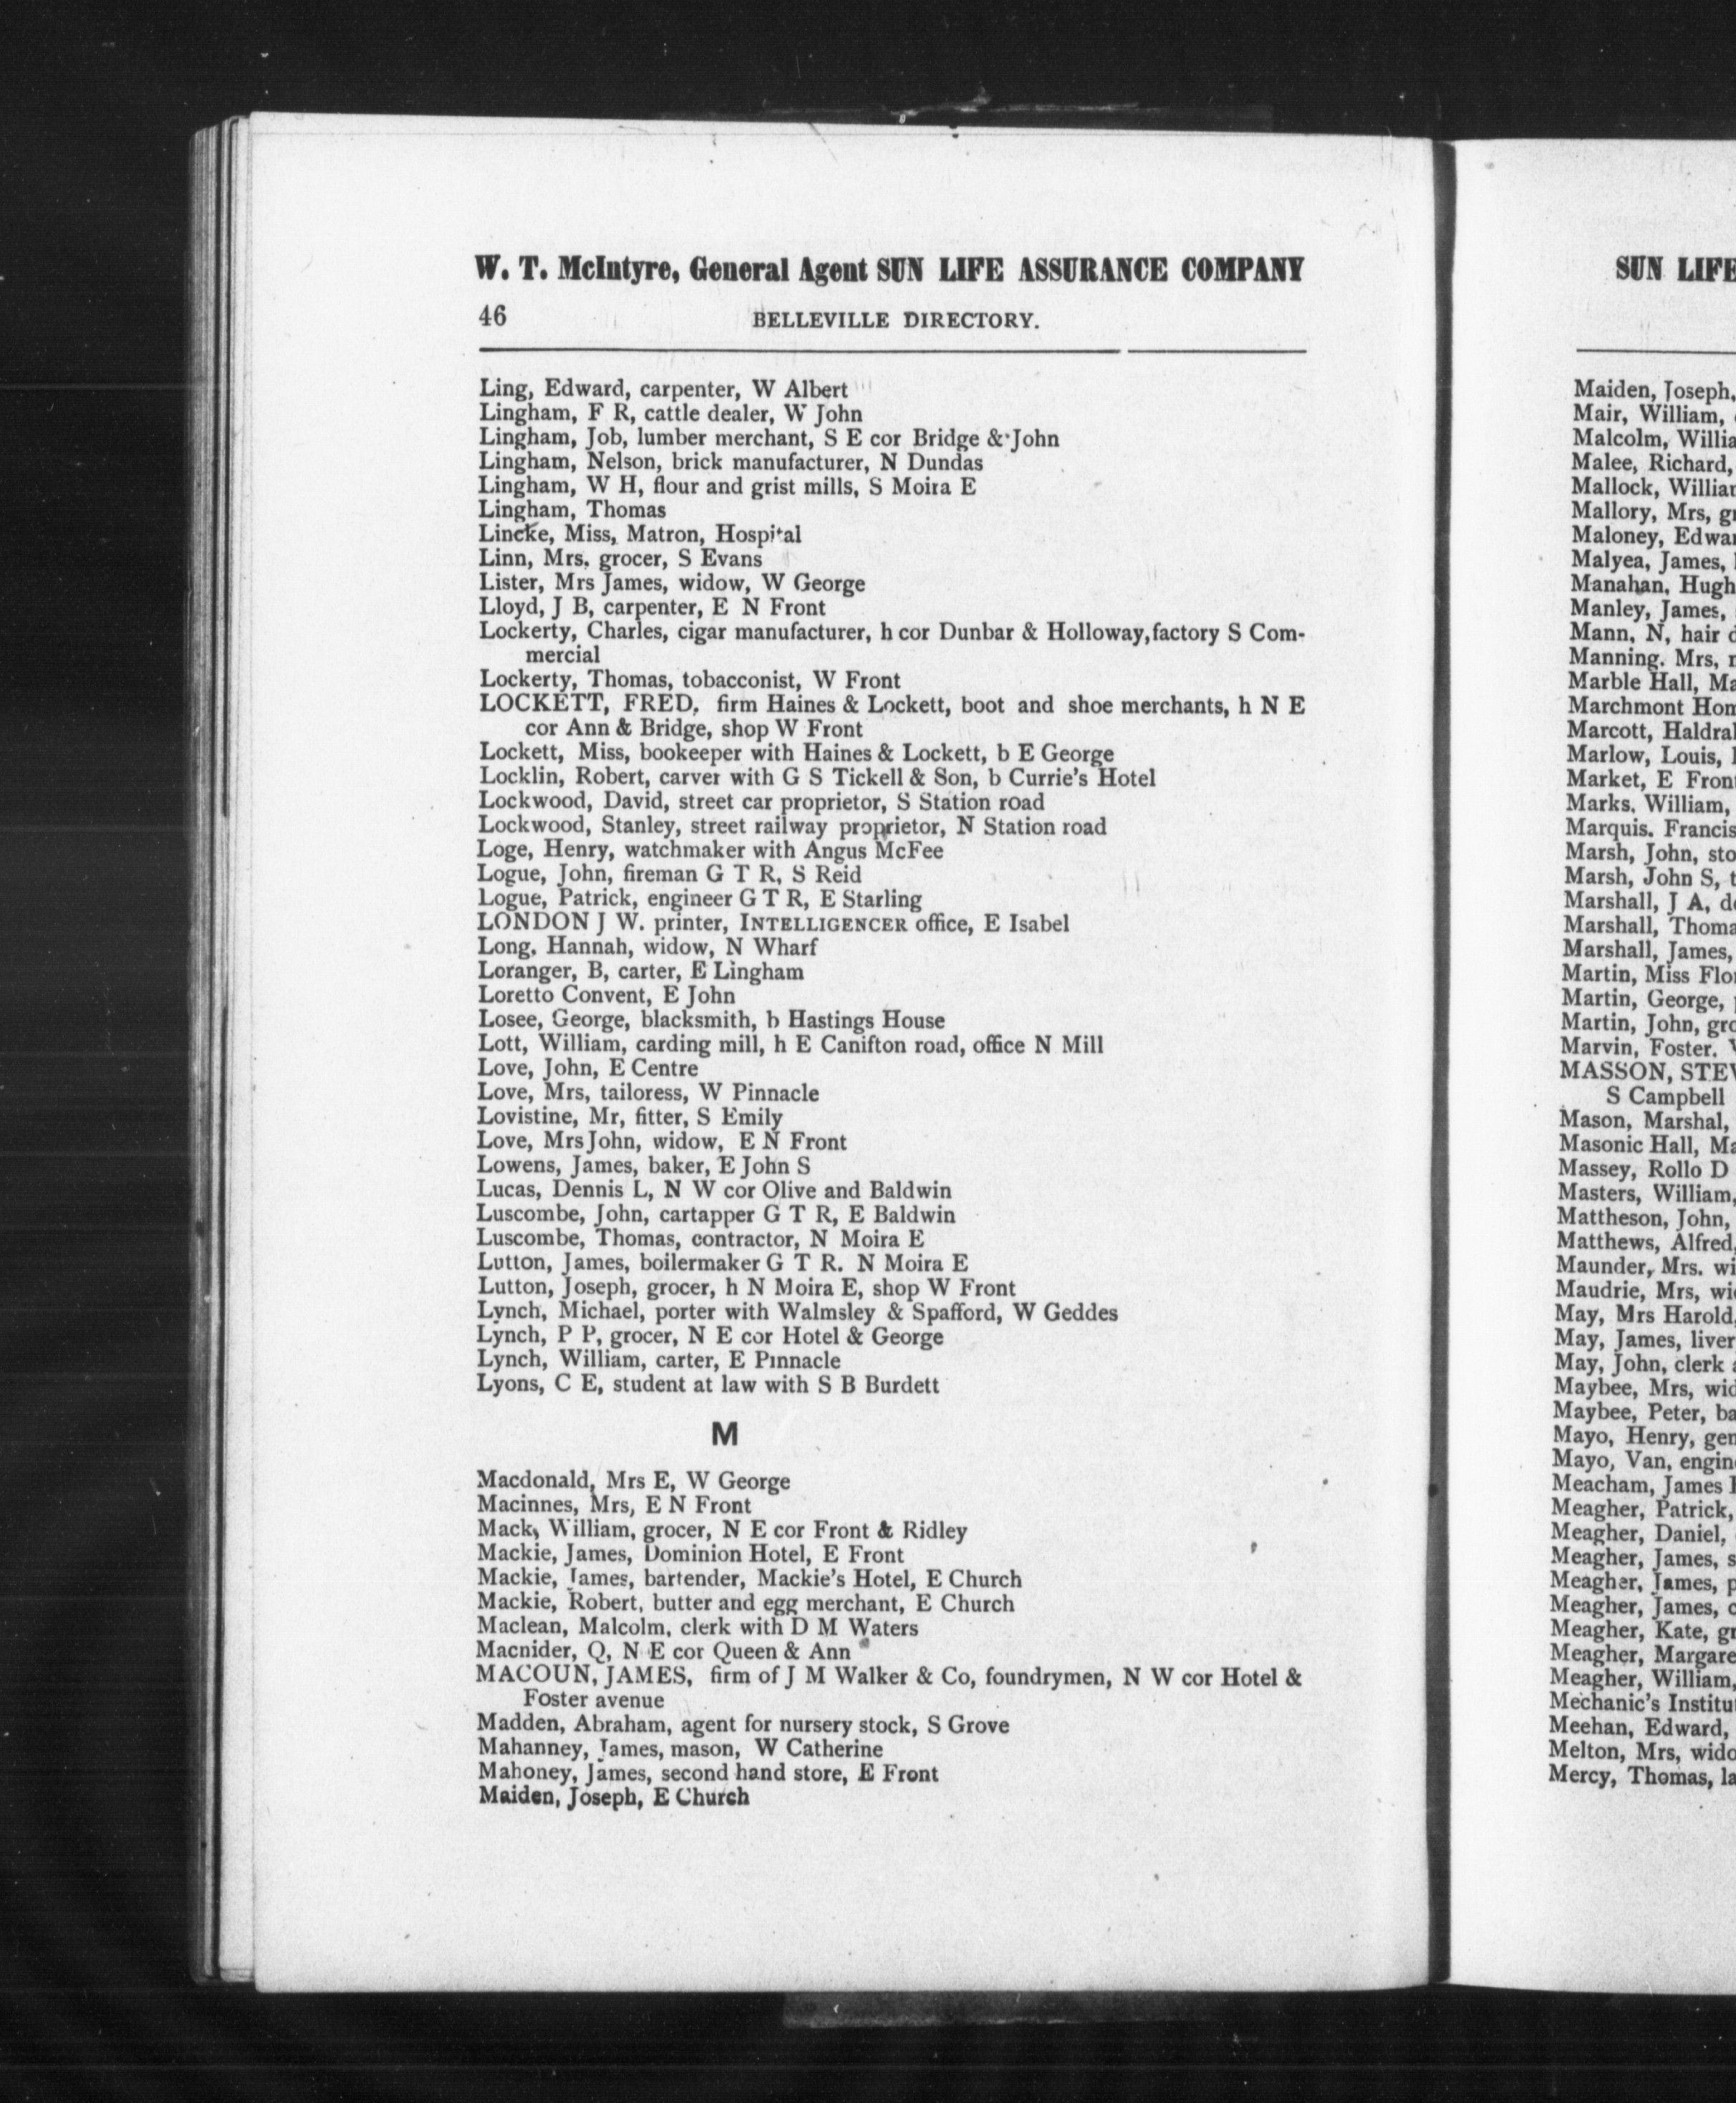 W. T. McIntyre, General Agent SUN LIFE ASSURANCE COMPANY
46 BELLEVILLE DIRECTORY.
Ling, Edward, carpenter, W Albert
Lingham, F R, cattle dealer, W John
Lingham, Job, lumber merchant, S E cor Bridge & John
Lingham, Nelson, brick manufacturer, N Dundas
Lingham, W H, flour and grist mills, S Moira E
Lingham, Thomas
Lincke, Miss, Matron, Hospital
Linn, Mrs. grocer, S Evans
Lister, Mrs James, widow, W George
Lloyd, J B, carpenter, E N Front
Lockerty, Charles, cigar manufacturer, h cor Dunbar & Holloway, factory S Com-
mercial
Lockerty, Thomas, tobacconist, W Front
LOCKETT, FRED, firm Haines & Lockett, boot and shoe merchants, h N E
cor Ann & Bridge, shop W Front
Lockett, Miss, bookeeper with Haines & Lockett, b E George
Locklin, Robert, carver with G S Tickell & Son, b Currie's Hotel
Lockwood, David, street car proprietor, S Station road
Lockwood, Stanley, street railway proprietor, N Station road
Loge, Henry, watchmaker with Angus McFee
Logue, John, fireman G T R, S Reid
Logue, Patrick, engineer G T R, E Starling
LONDON J W. printer, INTELLIGENCER office, E Isabel
Long, Hannah, widow, N Wharf
Loranger, B, carter, E Lingham
Loretto Convent, E John
Losee, George, blacksmith, b Hastings House
Lott, William, carding mill, h E Canifton road, office N Mill
Love, John, E Centre
Love, Mrs, tailoress, W Pinnacle
Lovistine, Mr, fitter, S Emily
Love, Mrs John, widow, E N Front
Lowens, James, baker, E John S
Lucas, Dennis L, N W cor Olive and Baldwin
Luscombe, John, cartapper G T R, E Baldwin
Luscombe, Thomas, contractor, N Moira E
Lutton, James, boilermaker G T R. N Moira E
Lutton, Joseph, grocer, h N Moira E, shop W Front
Lynch, Michael, porter with Walmsley & Spafford, W Geddes
Lynch, P P, grocer, N E cor Hotel & George
Lynch, William, carter, E Pinnacle
Lyons, C E, student at law with S B Burdett
M
Macdonald, Mrs E, W George
Macinnes, Mrs, E N Front
Mack, William, grocer, N E cor Front & Ridley
Mackie, James, Dominion Hotel, E Front
Mackie, James, bartender, Mackie's Hotel, E Church
Mackie, Robert, butter and egg merchant, E Church
Maclean, Malcolm, clerk with D M Waters
Macnider, Q, N E cor Queen & Ann
MACOUN, JAMES, firm of J M Walker & Co, foundrymen, N W cor Hotel &
Foster avenue
Madden, Abraham, agent for nursery stock, S Grove
Mahanney, James, mason, W Catherine
Mahoney, James, second hand store, E Front
Maiden, Joseph, E Church
SUN LIFE
Maiden, Joseph,
Mair, William,
Malcolm,
Malee, Richard,
Mallock,
Mallory, Mrs,
Maloney,
Malyea, James,
Manahan, Hugh
Manley, James,
Mann, N, hair
Manning. Mrs,
Marble Hall,
Marchmont
Marcott,
Marlow, Louis,
Market, E Front
Marks, William,
Marquis. Francis
Marsh, John,
Marsh, John S,
Marshall, J A,
Marshall,
Marshall, James,
Martin, Miss
Martin, George,
Martin, John,
Marvin, Foster.
MASSON,
S Campbell
Mason, Marshal,
Masonic Hall,
Massey, Rollo D
Masters, William,
Mattheson, John,
Matthews, Alfred,
Maunder, Mrs.
Maudrie, Mrs,
May, Mrs Harold,
May, James,
May, John, clerk
Maybee, Mrs,
Maybee, Peter,
Mayo, Henry,
Mayo, Van,
Meacham, James
Meagher, Patrick,
Meagher, Daniel,
Meagher, James,
Meagher, James,
Meagher, James,
Meagher, Kate,
Meagher,
Meagher, William,
Mechanic's
Meehan, Edward,
Melton, Mrs,
Mercy, Thomas,